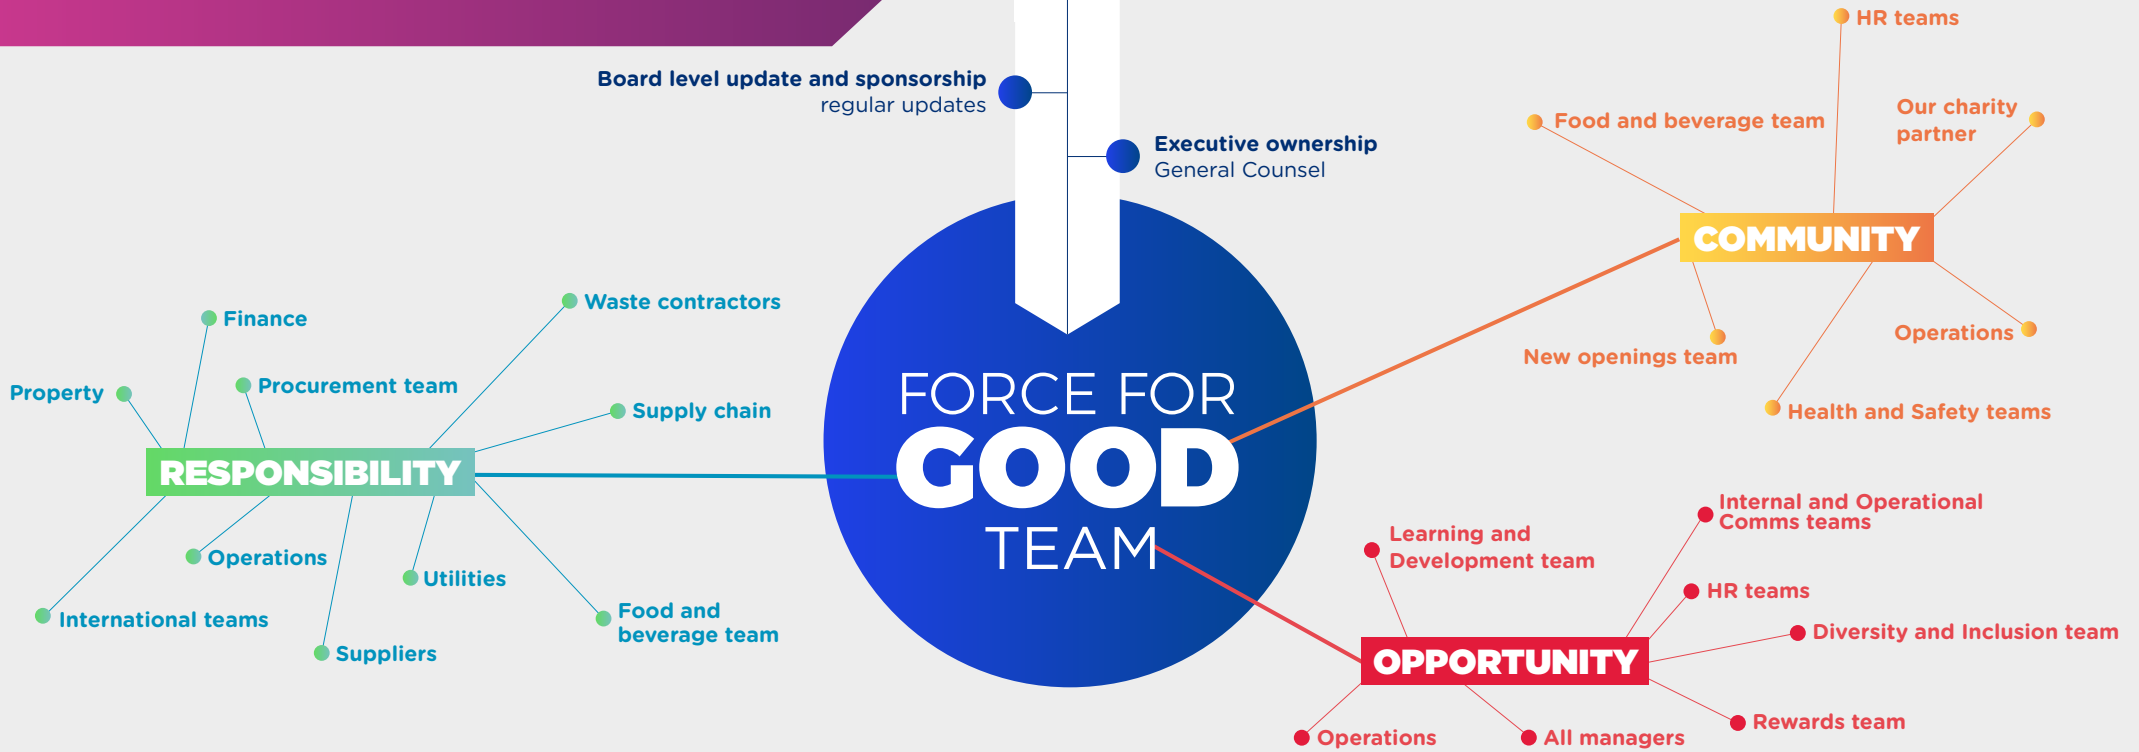 Board level update and sponsorship
regular updates
Executive ownership
General Counsel
FORCE FOR
GOOD
TEAM
RESPONSIBILITY
Property
Finance
Procurement team
Waste contractors
Supply chain
International teams
Operations
Suppliers
Utilities
Food and
beverage team
COMMUNITY
HR teams
Food and beverage team
Our charity
partner
New openings team
Operations
Health and Safety teams
OPPORTUNITY
Learning and
Development team
Internal and Operational
Comms teams
HR teams
Diversity and Inclusion team
Rewards team
Operations
All managers